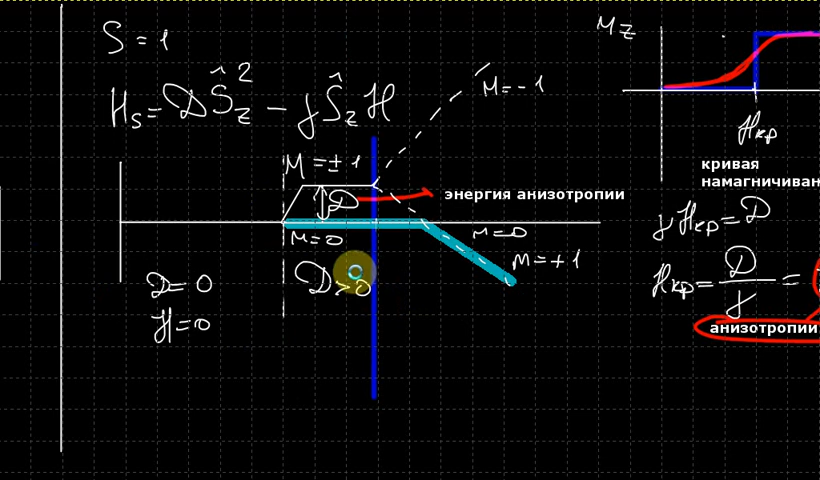 S = 1
H_S = DŜ_z² − γŜ_zH
M = ±1
M = −1
D
энергия анизотропии
M=0
M=0
M=+1
D>0
D=0
H=0
M_z
H_кр
кривая
намагничиван
γH_кр = D
H_кр = D/γ =
анизотропии